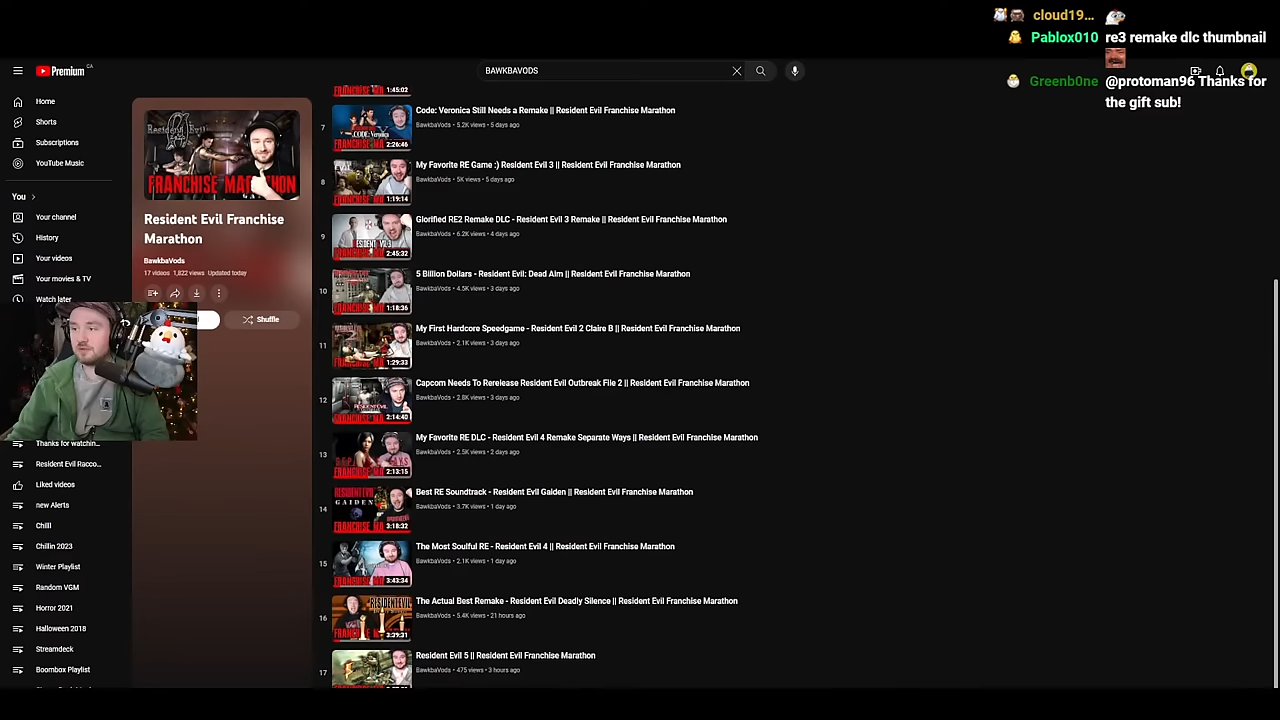 cloud19...
Pablox010 re3 remake dlc thumbnail
Greenb0ne @protoman96 Thanks for
the gift sub!
Premium CA
BAWKBAVODS
Home
Shorts
Subscriptions
YouTube Music
You
Your channel
History
Your videos
Your movies & TV
Watch later
Thanks for watchin...
Resident Evil Racco...
Liked videos
new Alerts
Chilll
Chillin 2023
Winter Playlist
Random VGM
Horror 2021
Halloween 2018
Streamdeck
Boombox Playlist
Resident Evil
FRANCHISE MARATHON
Resident Evil Franchise
Marathon
BawkbaVods
17 videos 1,822 views Updated today
Shuffle
1:45:02
7
2:26:46
Code: Veronica Still Needs a Remake || Resident Evil Franchise Marathon
BawkbaVods • 5.2K views • 5 days ago
8
1:19:14
My Favorite RE Game :) Resident Evil 3 || Resident Evil Franchise Marathon
BawkbaVods • 5K views • 5 days ago
9
2:45:32
Glorified RE2 Remake DLC - Resident Evil 3 Remake || Resident Evil Franchise Marathon
BawkbaVods • 6.2K views • 4 days ago
10
1:18:36
5 Billion Dollars - Resident Evil: Dead Aim || Resident Evil Franchise Marathon
BawkbaVods • 4.5K views • 3 days ago
11
1:29:33
My First Hardcore Speedgame - Resident Evil 2 Claire B || Resident Evil Franchise Marathon
BawkbaVods • 2.1K views • 3 days ago
12
2:14:40
Capcom Needs To Rerelease Resident Evil Outbreak File 2 || Resident Evil Franchise Marathon
BawkbaVods • 2.8K views • 3 days ago
13
2:13:15
My Favorite RE DLC - Resident Evil 4 Remake Separate Ways || Resident Evil Franchise Marathon
BawkbaVods • 2.5K views • 2 days ago
14
RESIDENT EVIL
GAIDEN
3:18:32
Best RE Soundtrack - Resident Evil Gaiden || Resident Evil Franchise Marathon
BawkbaVods • 3.7K views • 1 day ago
15
3:43:34
The Most Soulful RE - Resident Evil 4 || Resident Evil Franchise Marathon
BawkbaVods • 2.1K views • 1 day ago
16
3:39:31
The Actual Best Remake - Resident Evil Deadly Silence || Resident Evil Franchise Marathon
BawkbaVods • 5.4K views • 21 hours ago
17
Resident Evil 5 || Resident Evil Franchise Marathon
BawkbaVods • 475 views • 3 hours ago